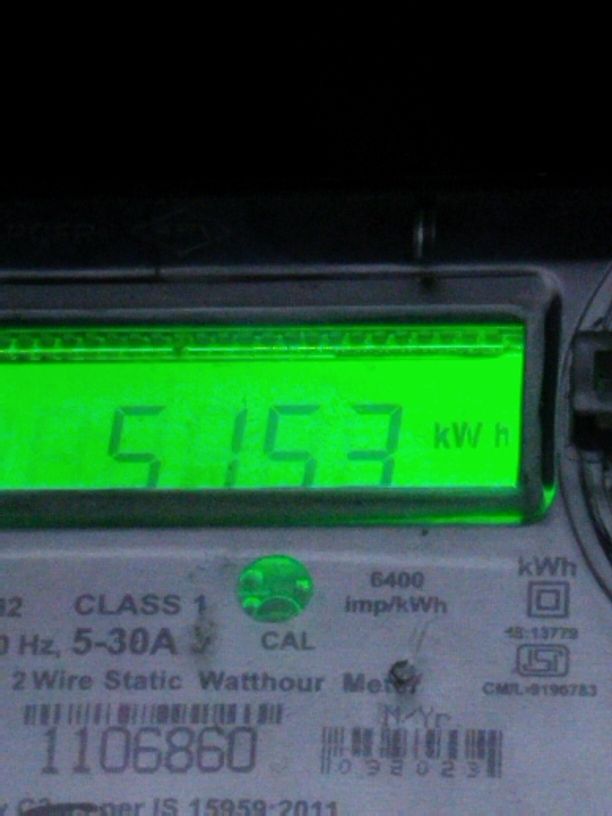 5153 kWh
kWh
CLASS 1
6400
imp/kWh
CAL
Hz, 5-30A
2 Wire Static Watthour Meter
IS:13779
ISI
CM/L-9196783
M/Yr
1106860
092023
IS 15959:2011